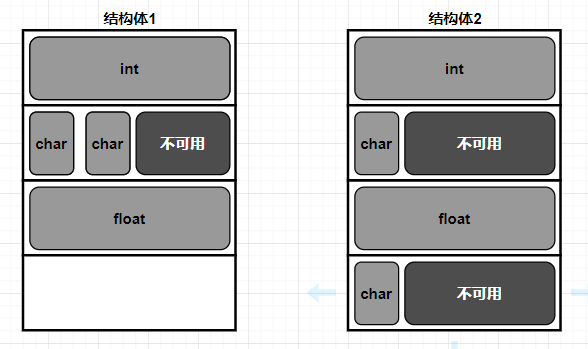 结构体1
int
char char 不可用
float
结构体2
int
char 不可用
float
char 不可用